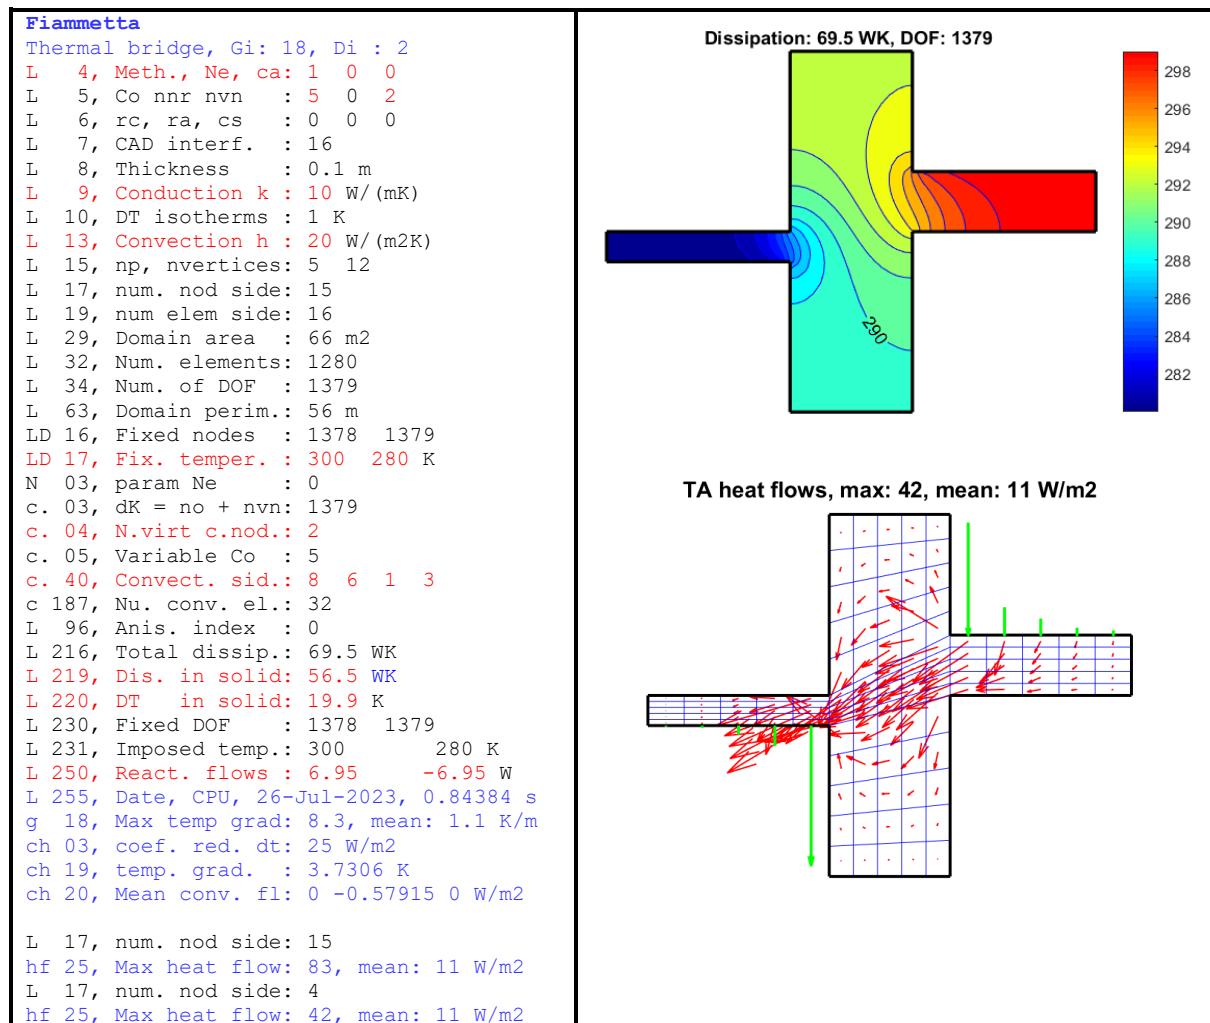 Fiammetta
Thermal bridge, Gi: 18, Di : 2
L   4, Meth., Ne, ca: 1  0  0
L   5, Co nnr nvn   : 5  0  2
L   6, rc, ra, cs   : 0  0  0
L   7, CAD interf.  : 16
L   8, Thickness    : 0.1 m
L   9, Conduction k : 10 W/(mK)
L  10, DT isotherms : 1 K
L  13, Convection h : 20 W/(m2K)
L  15, np, nvertices: 5  12
L  17, num. nod side: 15
L  19, num elem side: 16
L  29, Domain area  : 66 m2
L  32, Num. elements: 1280
L  34, Num. of DOF  : 1379
L  63, Domain perim.: 56 m
LD 16, Fixed nodes  : 1378  1379
LD 17, Fix. temper. : 300  280 K
N  03, param Ne     : 0
c. 03, dK = no + nvn: 1379
c. 04, N.virt c.nod.: 2
c. 05, Variable Co  : 5
c. 40, Convect. sid.: 8  6  1  3
c 187, Nu. conv. el.: 32
L  96, Anis. index  : 0
L 216, Total dissip.: 69.5 WK
L 219, Dis. in solid: 56.5 WK
L 220, DT   in solid: 19.9 K
L 230, Fixed DOF    : 1378  1379
L 231, Imposed temp.: 300      280 K
L 250, React. flows : 6.95     -6.95 W
L 255, Date, CPU, 26-Jul-2023, 0.84384 s
g  18, Max temp grad: 8.3, mean: 1.1 K/m
ch 03, coef. red. dt: 25 W/m2
ch 19, temp. grad.  : 3.7306 K
ch 20, Mean conv. fl: 0 -0.57915 0 W/m2
L  17, num. nod side: 15
hf 25, Max heat flow: 83, mean: 11 W/m2
L  17, num. nod side: 4
hf 25, Max heat flow: 42, mean: 11 W/m2
Dissipation: 69.5 WK, DOF: 1379
298
296
294
292
290
288
286
284
282
290
TA heat flows, max: 42, mean: 11 W/m2